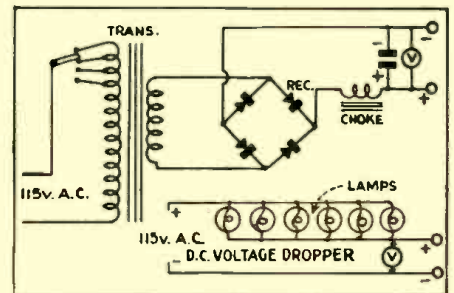 TRANS.
-
- V
+
REC.
+
CHOKE
115v. A.C.
LAMPS
+
115v. A.C.
D.C. VOLTAGE DROPPER
+
V
-